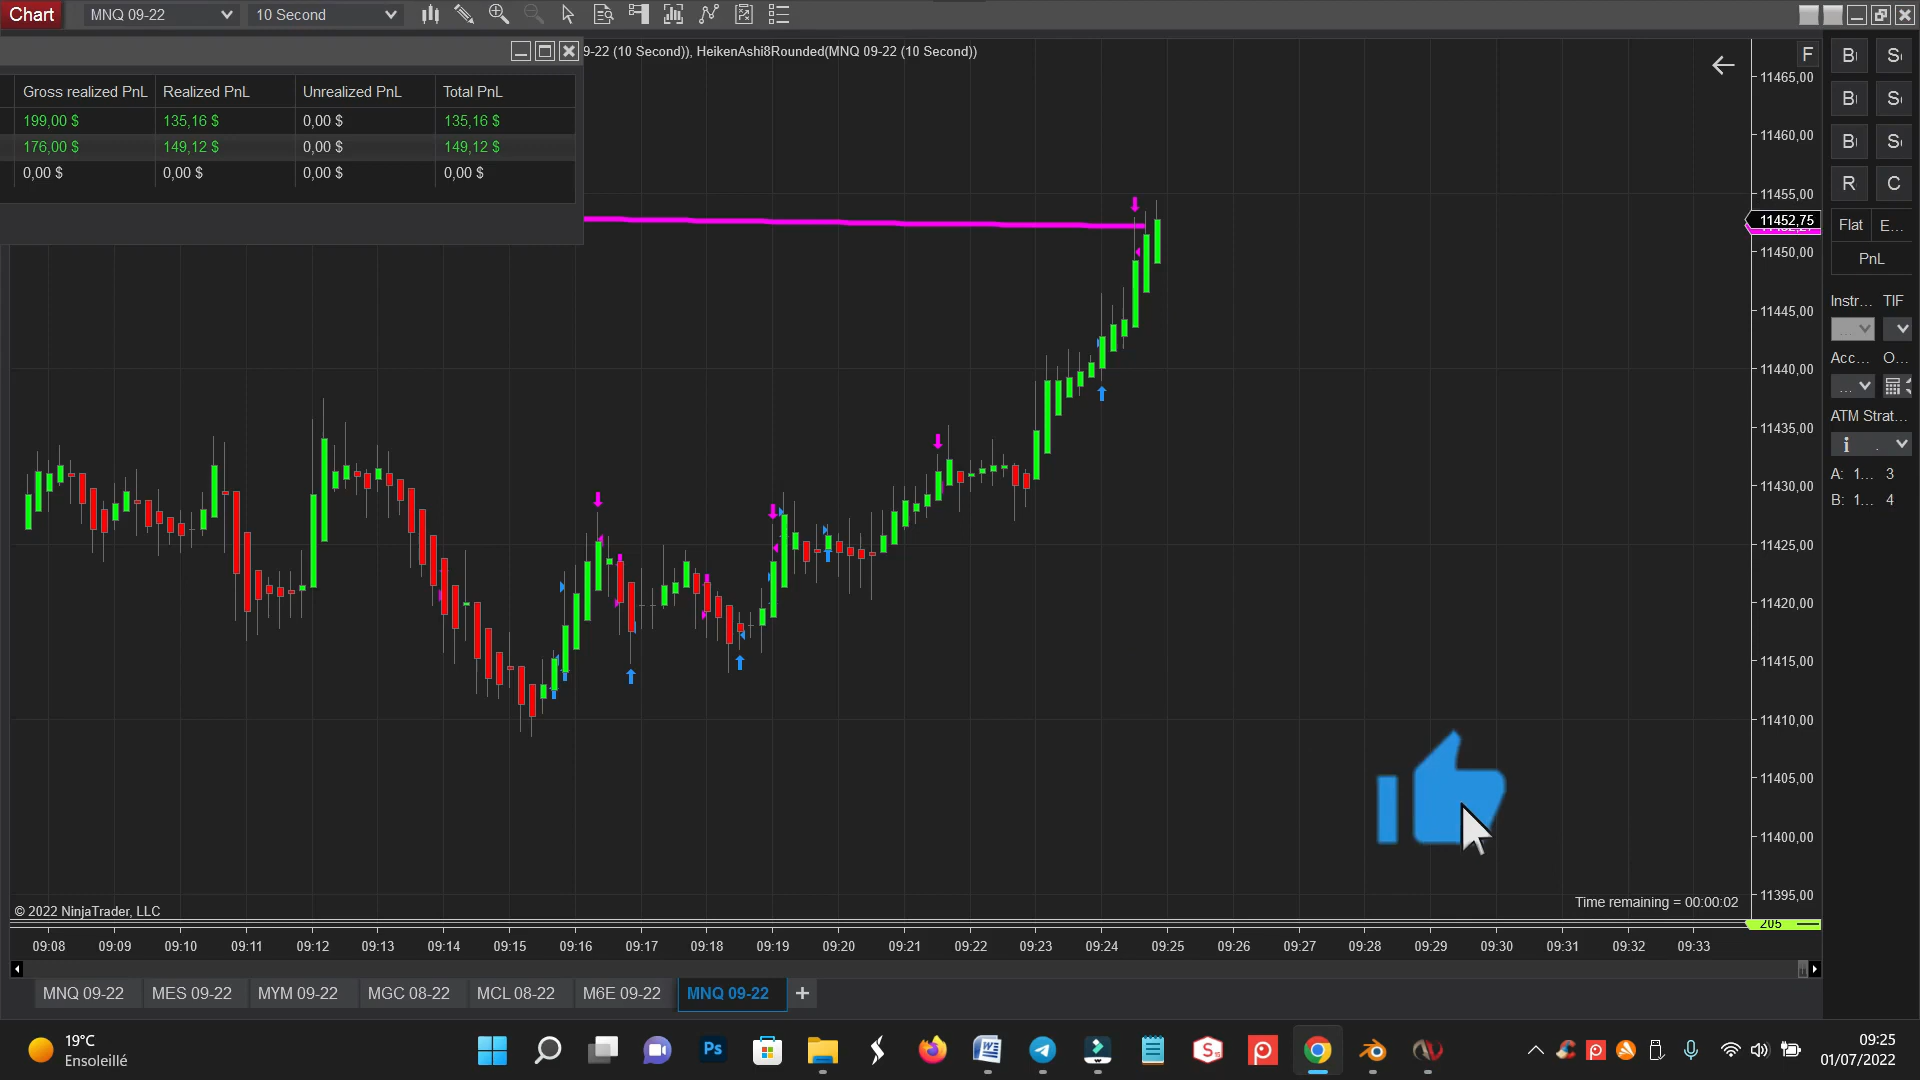 Chart
MNQ 09-22
10 Second
9-22 (10 Second)), HeikenAshi8Rounded(MNQ 09-22 (10 Second))
Gross realized PnL Realized PnL Unrealized PnL Total PnL
199,00 $ 135,16 $ 0,00 $ 135,16 $
176,00 $ 149,12 $ 0,00 $ 149,12 $
0,00 $ 0,00 $ 0,00 $ 0,00 $
F
11465,00
11460,00
11455,00
11452,75
11450,00
11445,00
11440,00
11435,00
11430,00
11425,00
11420,00
11415,00
11410,00
11405,00
11400,00
11395,00
205
R C
Flat E...
PnL
Instr... TIF
Acc... O...
ATM Strat...
A: 1... 3
B: 1... 4
Time remaining = 00:00:02
© 2022 NinjaTrader, LLC
09:08 09:09 09:10 09:11 09:12 09:13 09:14 09:15 09:16 09:17 09:18 09:19 09:20 09:21 09:22 09:23 09:24 09:25 09:26 09:27 09:28 09:29 09:30 09:31 09:32 09:33
MNQ 09-22 MES 09-22 MYM 09-22 MGC 08-22 MCL 08-22 M6E 09-22 MNQ 09-22 +
19°C
Ensoleillé
Ps
09:25
01/07/2022